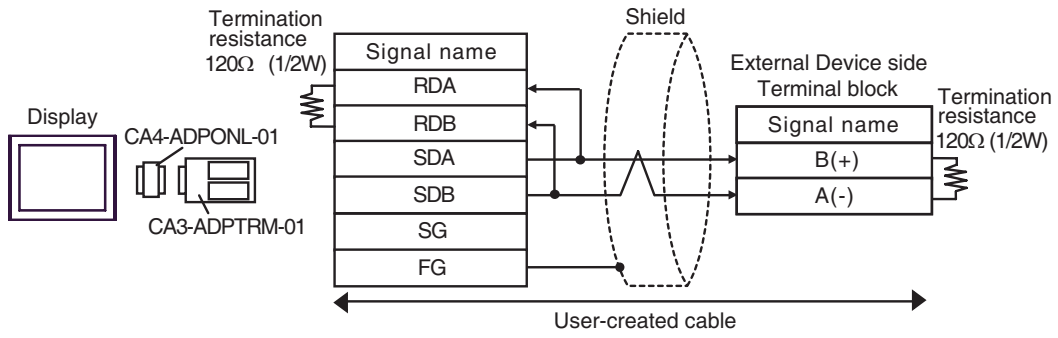 Termination
resistance
120Ω (1/2W)
Display
CA4-ADPONL-01
CA3-ADPTRM-01
Signal name
RDA
RDB
SDA
SDB
SG
FG
Shield
External Device side
Terminal block
Signal name
B(+)
A(-)
Termination
resistance
120Ω (1/2W)
User-created cable